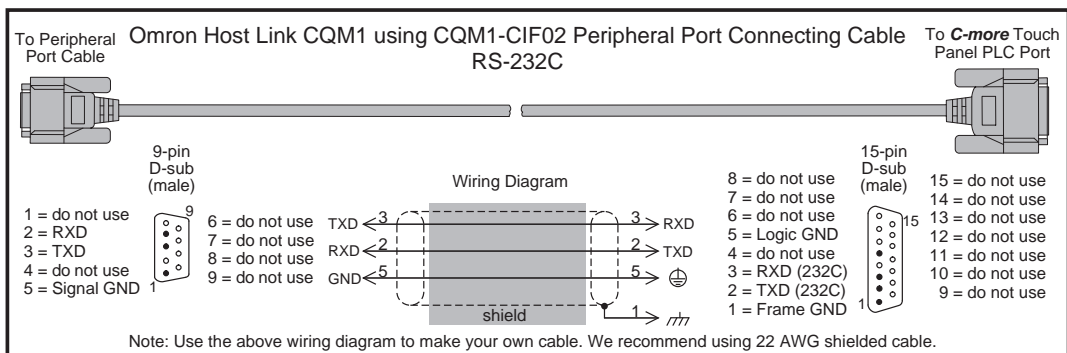 Omron Host Link CQM1 using CQM1-CIF02 Peripheral Port Connecting Cable
RS-232C
To Peripheral
Port Cable
To C-more Touch
Panel PLC Port
9-pin
D-sub
(male)
1 = do not use
2 = RXD
3 = TXD
4 = do not use
5 = Signal GND
9
1
6 = do not use
7 = do not use
8 = do not use
9 = do not use
Wiring Diagram
TXD 3 3 RXD
RXD 2 2 TXD
GND 5 5
shield 1
8 = do not use
7 = do not use
6 = do not use
5 = Logic GND
4 = do not use
3 = RXD (232C)
2 = TXD (232C)
1 = Frame GND
15-pin
D-sub
(male)
15
1
15 = do not use
14 = do not use
13 = do not use
12 = do not use
11 = do not use
10 = do not use
9 = do not use
Note: Use the above wiring diagram to make your own cable. We recommend using 22 AWG shielded cable.